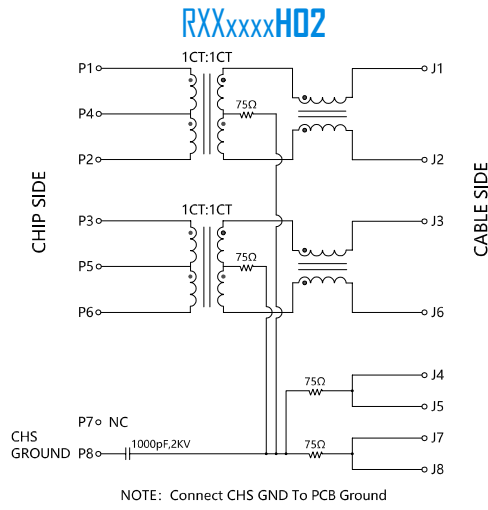 RXXxxxxH02
1CT:1CT
P1 J1
75Ω
P4
P2 J2
CHIP SIDE
CABLE SIDE
1CT:1CT
P3 J3
75Ω
P5
P6 J6
J4
75Ω
J5
P7 NC
J7
CHS
GROUND P8 1000pF,2KV 75Ω
J8
NOTE: Connect CHS GND To PCB Ground